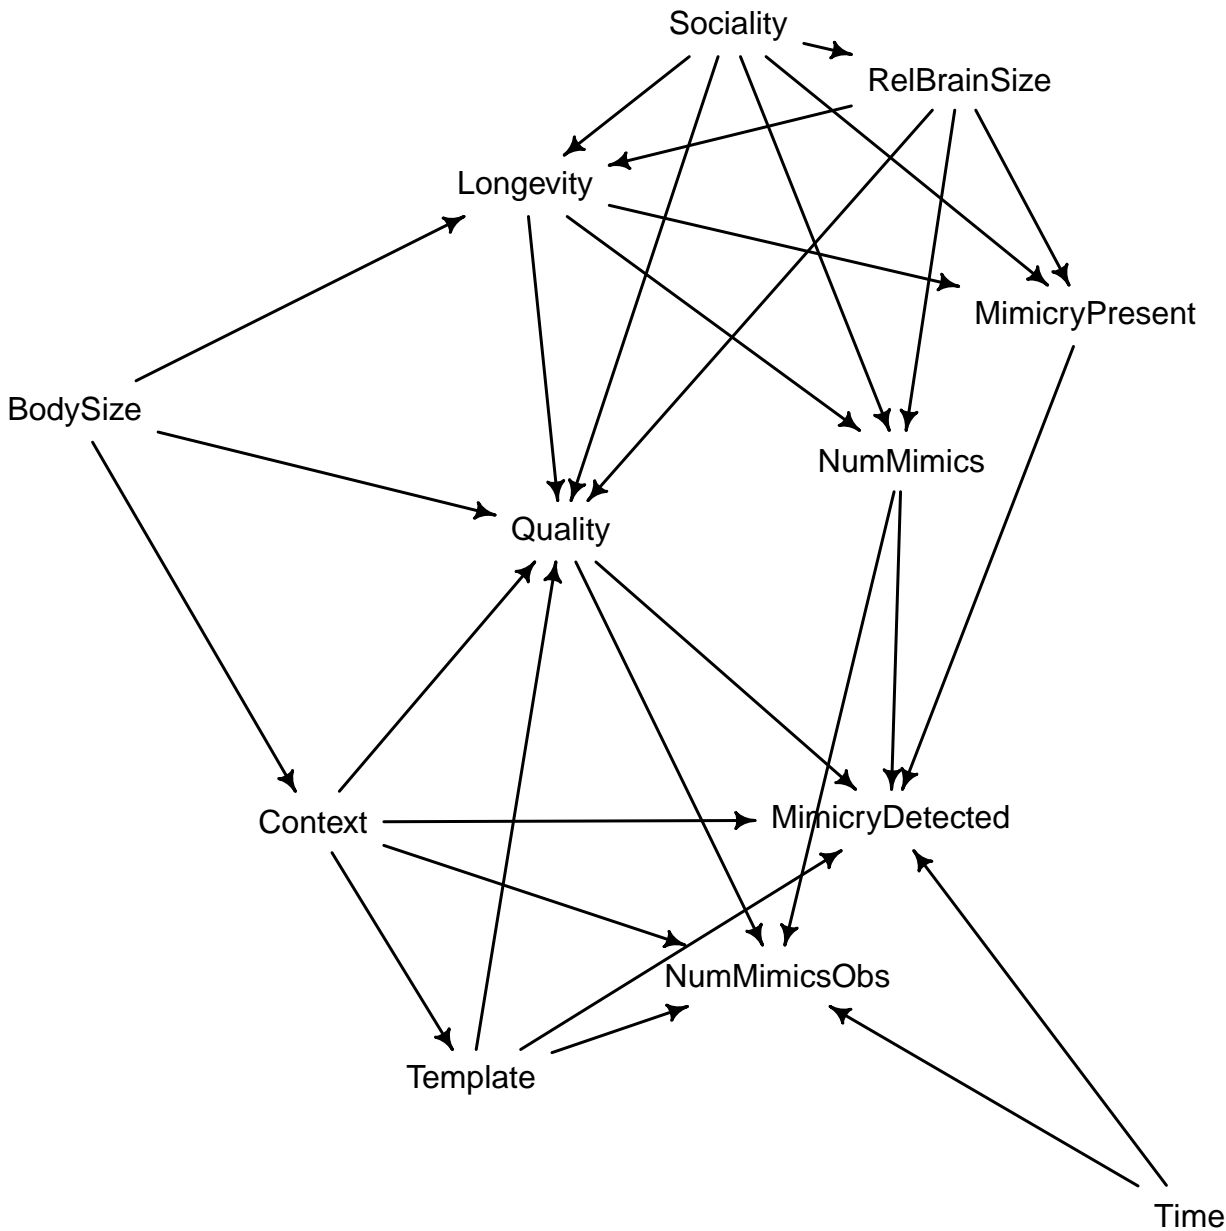 Sociality
RelBrainSize
Longevity
MimicryPresent
BodySize
NumMimics
Quality
Context
MimicryDetected
NumMimicsObs
Template
Time